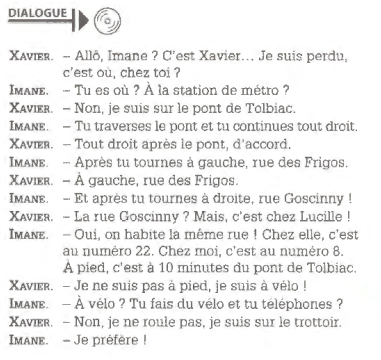 DIALOGUE
XAVIER. – Allô, Imane ? C'est Xavier... Je suis perdu,
c'est où, chez toi ?
IMANE. – Tu es où ? À la station de métro ?
XAVIER. – Non, je suis sur le pont de Tolbiac.
IMANE. – Tu traverses le pont et tu continues tout droit.
XAVIER. – Tout droit après le pont, d'accord.
IMANE. – Après tu tournes à gauche, rue des Frigos.
XAVIER. – À gauche, rue des Frigos.
IMANE. – Et après tu tournes à droite, rue Goscinny !
XAVIER. – La rue Goscinny ? Mais, c'est chez Lucille !
IMANE. – Oui, on habite la même rue ! Chez elle, c'est
au numéro 22. Chez moi, c'est au numéro 8.
À pied, c'est à 10 minutes du pont de Tolbiac.
XAVIER. – Je ne suis pas à pied, je suis à vélo !
IMANE. – À vélo ? Tu fais du vélo et tu téléphones ?
XAVIER. – Non, je ne roule pas, je suis sur le trottoir.
IMANE. – Je préfère !